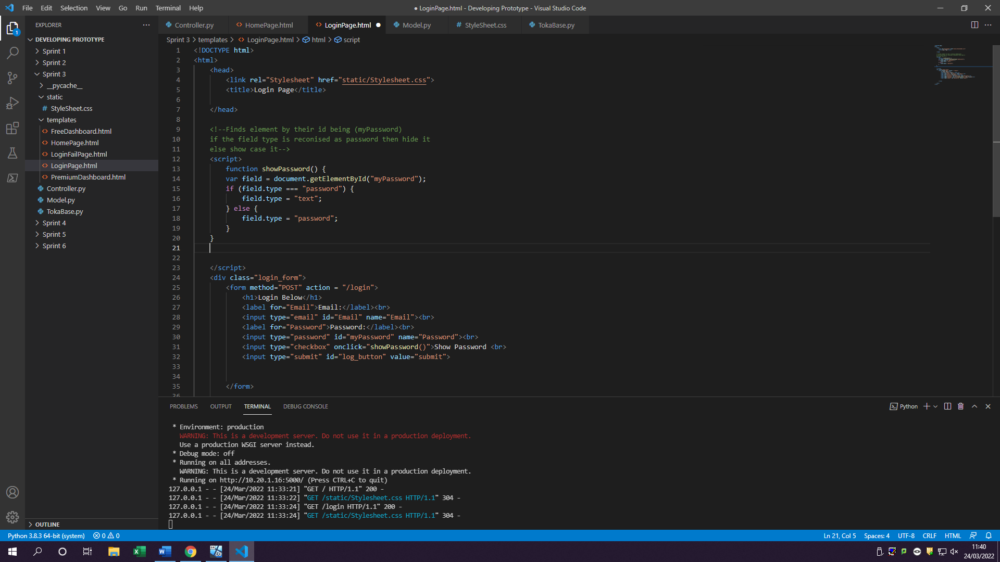 File Edit Selection View Go Run Terminal Help
● LoginPage.html - Developing Prototype - Visual Studio Code
EXPLORER
1
DEVELOPING PROTOTYPE
Sprint 1
Sprint 2
Sprint 3
__pycache__
static
# StyleSheet.css
templates
<> FreeDashboard.html
<> HomePage.html
<> LoginFailPage.html
<> LoginPage.html
<> PremiumDashboard.html
Controller.py
Model.py
TokaBase.py
Sprint 4
Sprint 5
Sprint 6
OUTLINE
Controller.py <> HomePage.html <> LoginPage.html ● Model.py # StyleSheet.css TokaBase.py
Sprint 3 > templates > <> LoginPage.html > html > script
1 <!DOCTYPE html>
2 <html>
3 <head>
4 <link rel="Stylesheet" href="static/Stylesheet.css">
5 <title>Login Page</title>
6
7 </head>
8
9 <!--Finds element by their id being (myPassword)
10 if the field type is reconised as password then hide it
11 else show case it-->
12 <script>
13 function showPassword() {
14 var field = document.getElementById("myPassword");
15 if (field.type === "password") {
16 field.type = "text";
17 } else {
18 field.type = "password";
19 }
20 }
21
22
23 </script>
24 <div class="login_form">
25 <form method="POST" action = "/login">
26 <h1>Login Below</h1>
27 <label for="Email">Email:</label><br>
28 <input type="email" id="Email" name="Email"><br>
29 <label for="Password">Password:</label><br>
30 <input type="password" id="myPassword" name="Password"><br>
31 <input type="checkbox" onclick="showPassword()">Show Password <br>
32 <input type="submit" id="log_button" value="submit">
33
34
35 </form>
36
PROBLEMS OUTPUT TERMINAL DEBUG CONSOLE
Python
* Environment: production
WARNING: This is a development server. Do not use it in a production deployment.
Use a production WSGI server instead.
* Debug mode: off
* Running on all addresses.
WARNING: This is a development server. Do not use it in a production deployment.
* Running on http://10.20.1.16:5000/ (Press CTRL+C to quit)
127.0.0.1 - - [24/Mar/2022 11:33:21] "GET / HTTP/1.1" 200 -
127.0.0.1 - - [24/Mar/2022 11:33:22] "GET /static/Stylesheet.css HTTP/1.1" 304 -
127.0.0.1 - - [24/Mar/2022 11:33:24] "GET /login HTTP/1.1" 200 -
127.0.0.1 - - [24/Mar/2022 11:33:24] "GET /static/Stylesheet.css HTTP/1.1" 304 -
Python 3.8.3 64-bit (system) 0 0
Ln 21, Col 5 Spaces: 4 UTF-8 CRLF HTML
11:40
24/03/2022